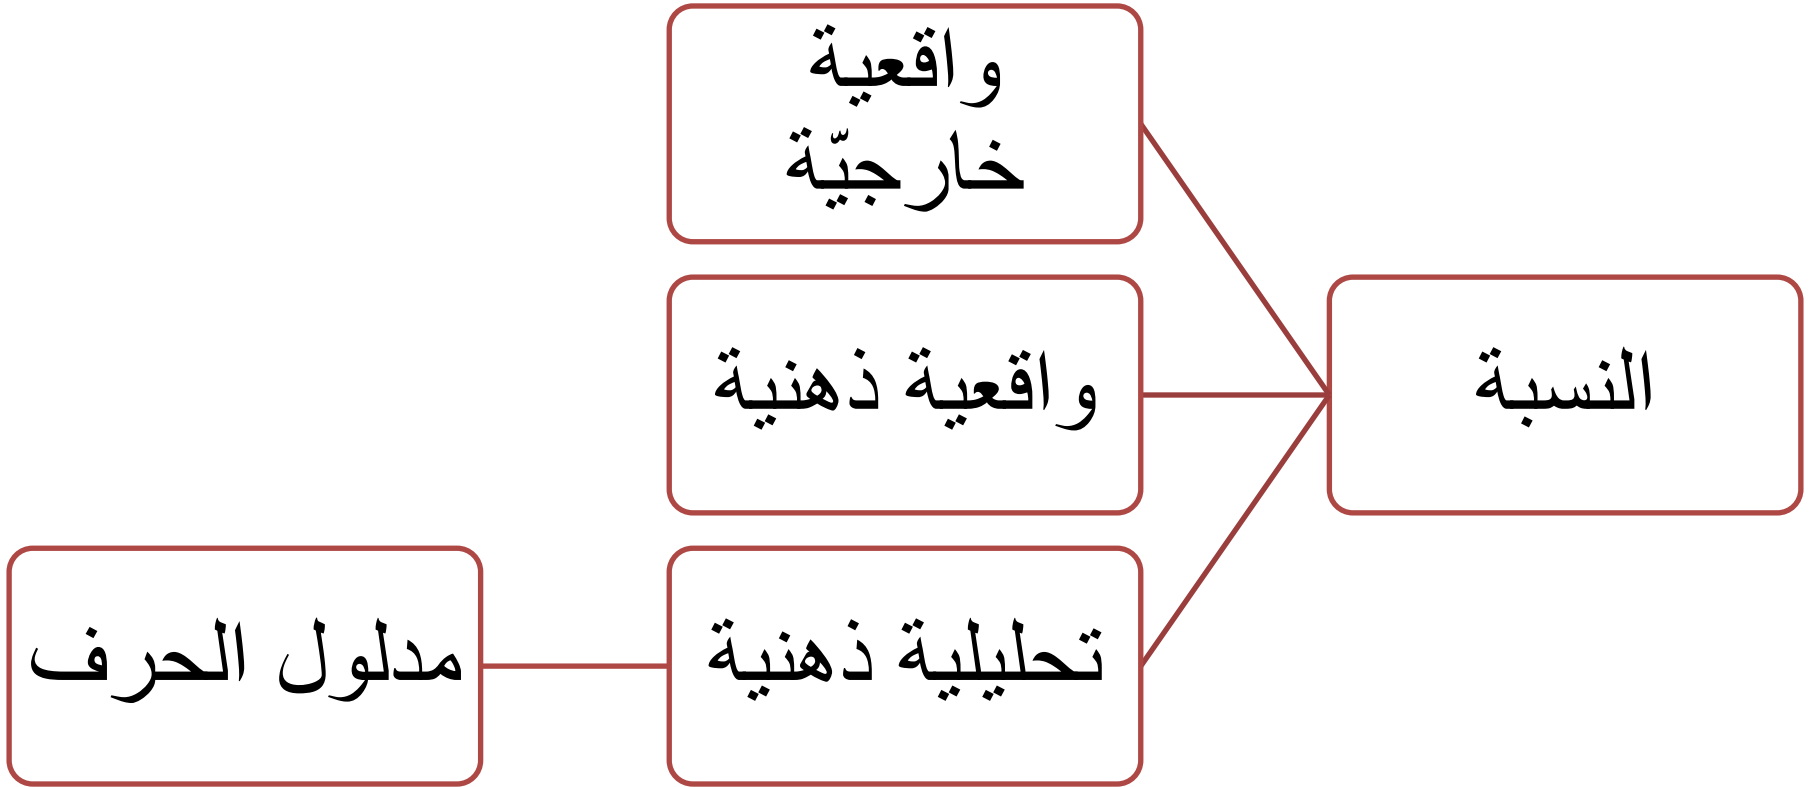 النسبة
واقعية
خارجيّة
واقعية ذهنية
تحليلية ذهنية
مدلول الحرف